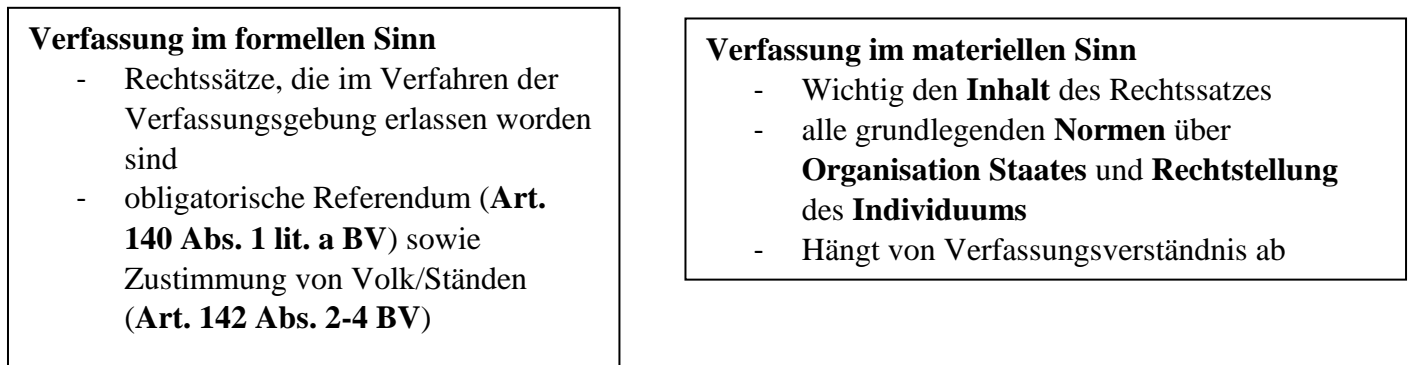 Verfassung im formellen Sinn
- Rechtssätze, die im Verfahren der
Verfassungsgebung erlassen worden
sind
- obligatorische Referendum (Art.
140 Abs. 1 lit. a BV) sowie
Zustimmung von Volk/Ständen
(Art. 142 Abs. 2-4 BV)
Verfassung im materiellen Sinn
- Wichtig den Inhalt des Rechtssatzes
- alle grundlegenden Normen über
Organisation Staates und Rechtstellung
des Individuums
- Hängt von Verfassungsverständnis ab